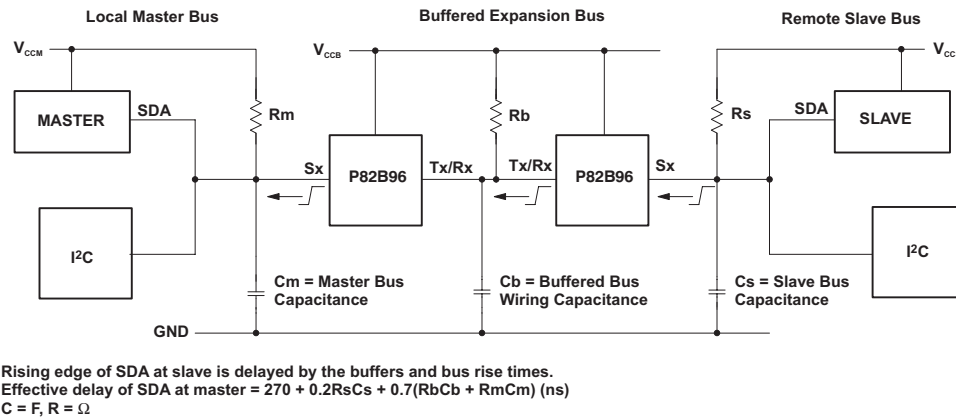 Local Master Bus
Buffered Expansion Bus
Remote Slave Bus
VCCM
VCCB
VCC
MASTER
SDA
Rm
Rb
Rs
SDA
SLAVE
Sx
P82B96
Tx/Rx
Tx/Rx
P82B96
Sx
I²C
I²C
Cm = Master Bus
Capacitance
Cb = Buffered Bus
Wiring Capacitance
Cs = Slave Bus
Capacitance
GND
Rising edge of SDA at slave is delayed by the buffers and bus rise times.
Effective delay of SDA at master = 270 + 0.2RsCs + 0.7(RbCb + RmCm) (ns)
C = F, R = Ω